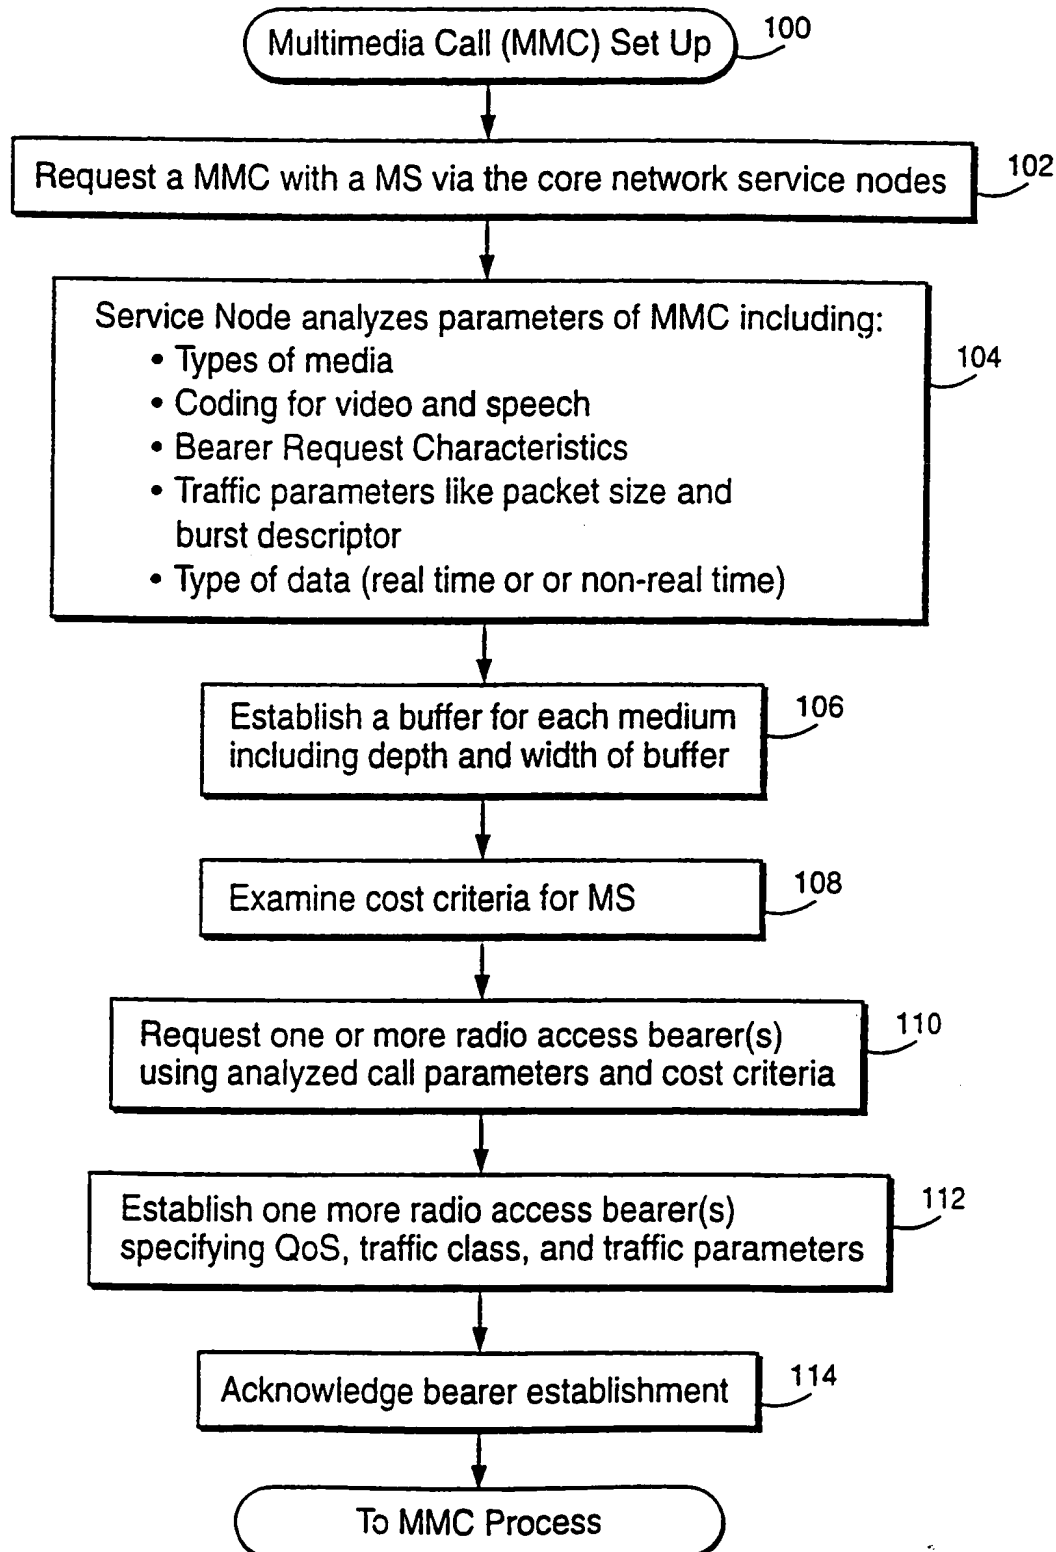 Multimedia Call (MMC) Set Up
100
Request a MMC with a MS via the core network service nodes
102
Service Node analyzes parameters of MMC including:
• Types of media
• Coding for video and speech
• Bearer Request Characteristics
• Traffic parameters like packet size and
burst descriptor
• Type of data (real time or or non-real time)
104
Establish a buffer for each medium
including depth and width of buffer
106
Examine cost criteria for MS
108
Request one or more radio access bearer(s)
using analyzed call parameters and cost criteria
110
Establish one more radio access bearer(s)
specifying QoS, traffic class, and traffic parameters
112
Acknowledge bearer establishment
114
To MMC Process